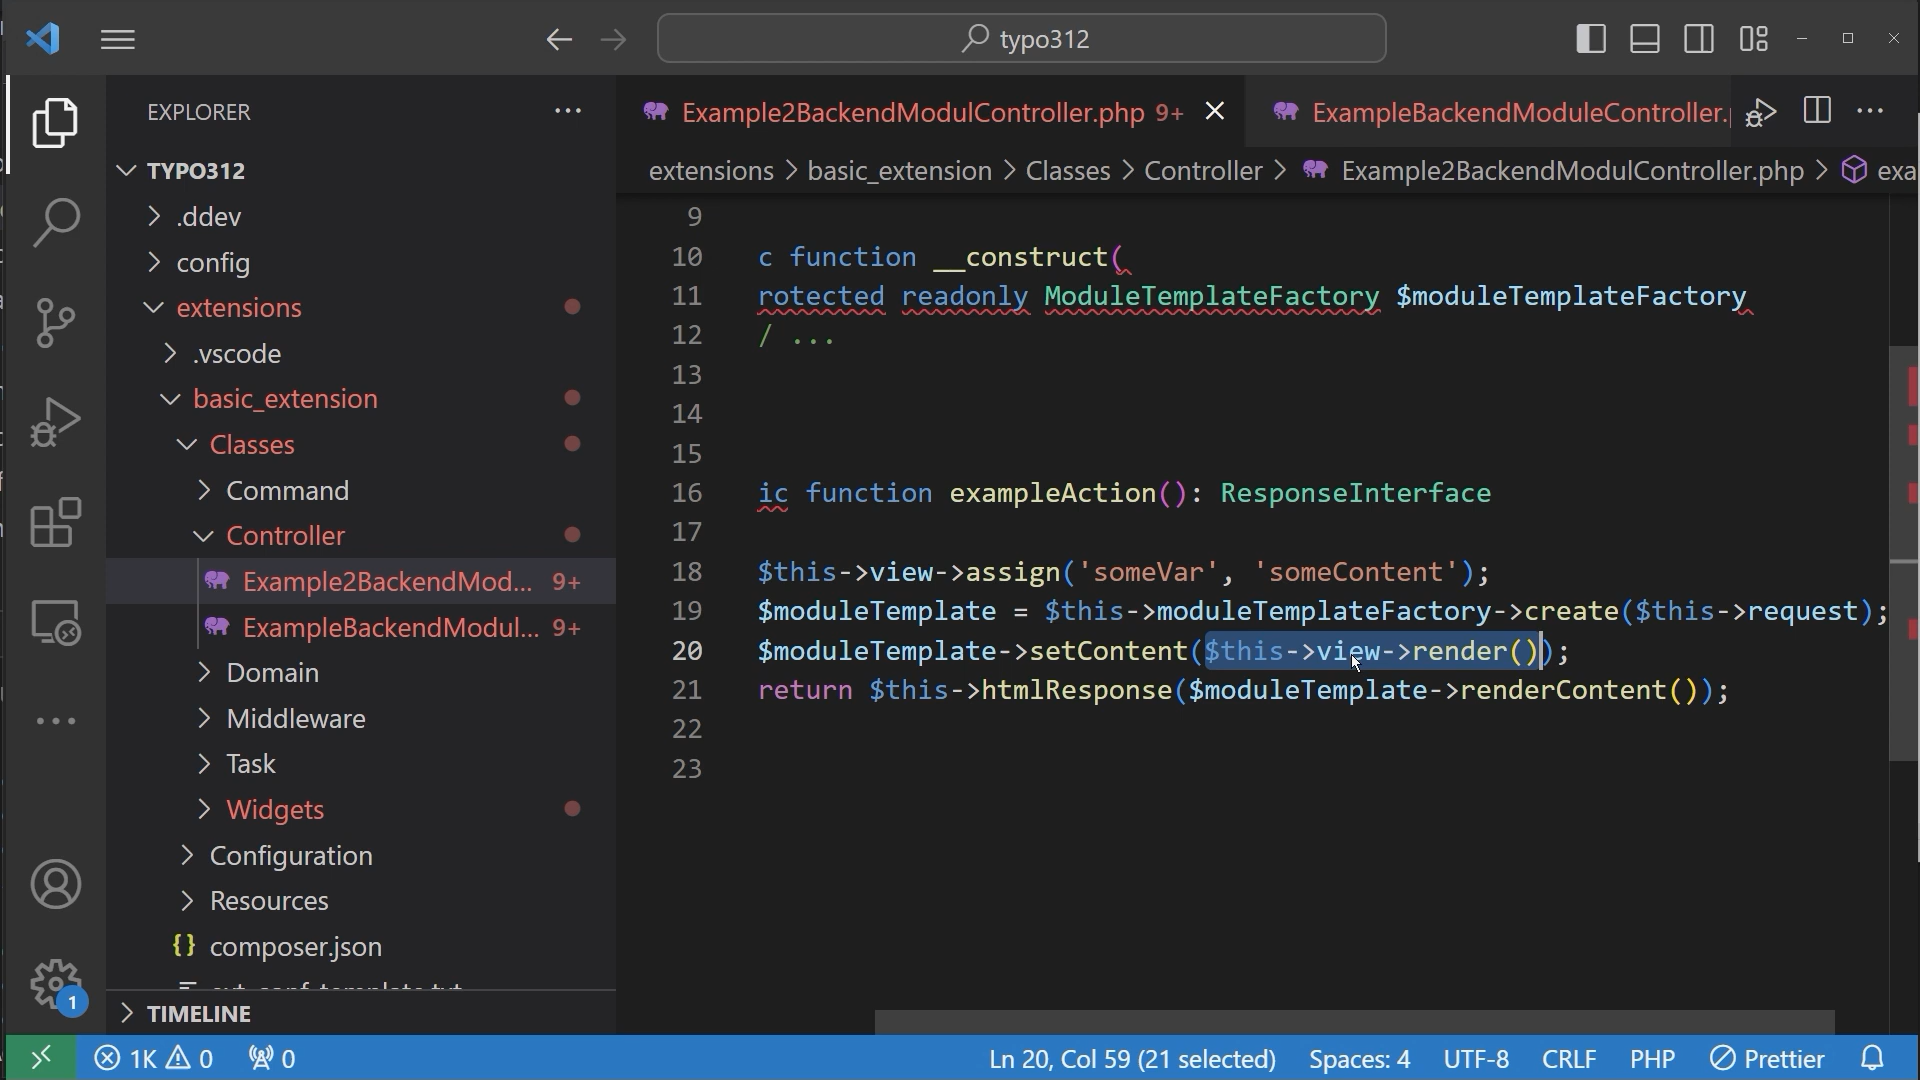 typo312
EXPLORER
TYPO312
.ddev
config
extensions
.vscode
basic_extension
Classes
Command
Controller
Example2BackendMod... 9+
ExampleBackendModul... 9+
Domain
Middleware
Task
Widgets
Configuration
Resources
{} composer.json
TIMELINE
Example2BackendModulController.php 9+
ExampleBackendModuleController.
extensions > basic_extension > Classes > Controller > Example2BackendModulController.php > exa
9
10 c function __construct(
11 rotected readonly ModuleTemplateFactory $moduleTemplateFactory
12 / ...
13
14
15
16 ic function exampleAction(): ResponseInterface
17
18 $this->view->assign('someVar', 'someContent');
19 $moduleTemplate = $this->moduleTemplateFactory->create($this->request);
20 $moduleTemplate->setContent($this->view->render());
21 return $this->htmlResponse($moduleTemplate->renderContent());
22
23
1
1K 0 0
Ln 20, Col 59 (21 selected) Spaces: 4 UTF-8 CRLF PHP Prettier